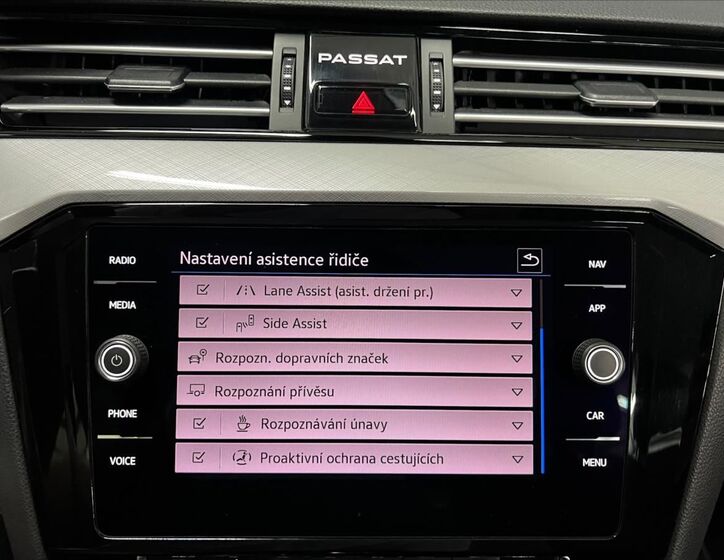 PASSAT
RADIO
MEDIA
PHONE
VOICE
Nastavení asistence řidiče
Lane Assist (asist. držení pr.)
Side Assist
Rozpozn. dopravních značek
Rozpoznání přívěsu
Rozpoznávání únavy
Proaktivní ochrana cestujících
NAV
APP
CAR
MENU